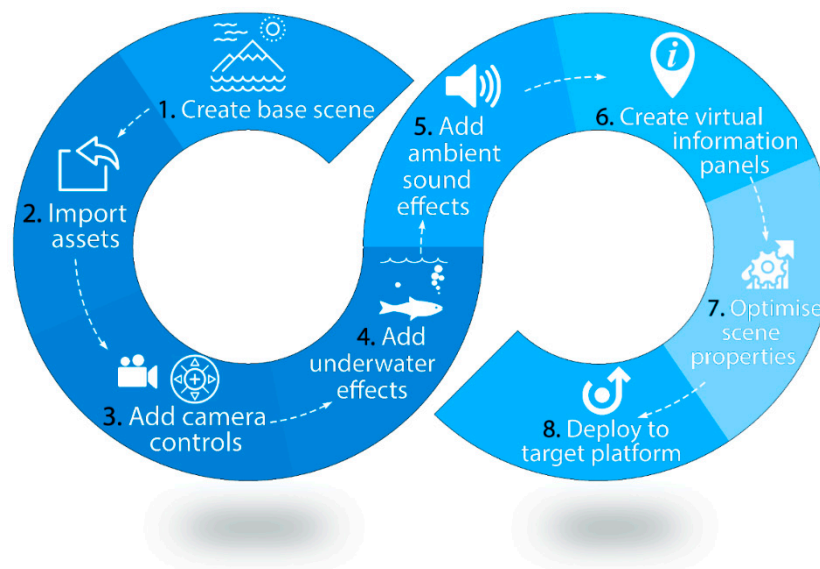 1. Create base scene
2. Import
assets
3. Add camera
controls
4. Add
underwater
effects
5. Add
ambient
sound
effects
6. Create virtual
information
panels
7. Optimise
scene
properties
8. Deploy to
target platform